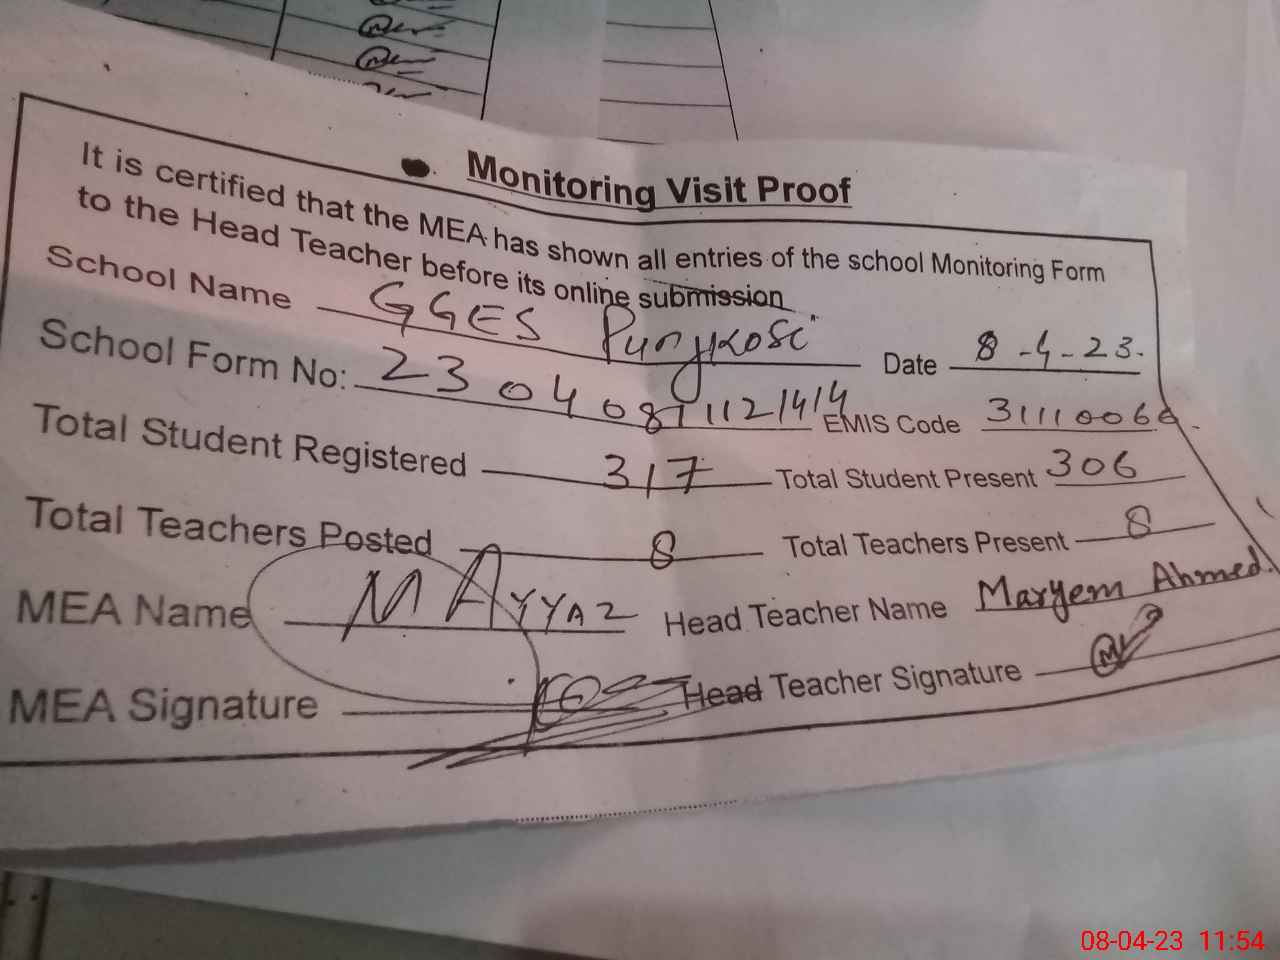 Monitoring Visit Proof
It is certified that the MEA has shown all entries of the school Monitoring Form
to the Head Teacher before its online submission
School Name GGES Punjkosi Date 8-4-23.
School Form No: 230408111121414 EMIS Code 31110066
Total Student Registered 317 Total Student Present 306
Total Teachers Posted 8 Total Teachers Present 8
MEA Name M AYYAZ Head Teacher Name Maryem Ahmed.
MEA Signature Head Teacher Signature
08-04-23 11:54